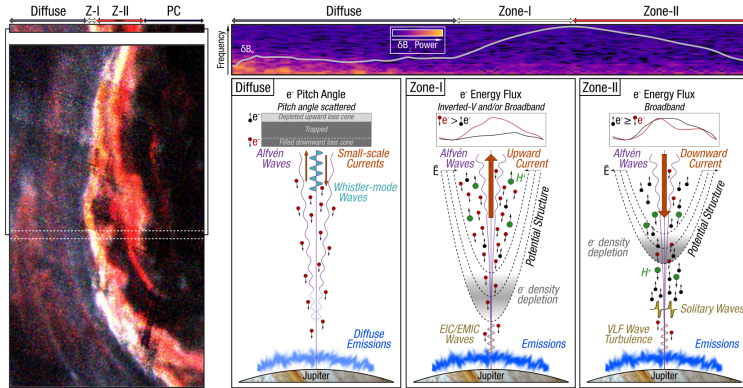 Diffuse
Z-I
Z-II
PC
Diffuse
Zone-I
Zone-II
Frequency
δB⊥
δB⊥ Power
Diffuse
e⁻ Pitch Angle
Pitch angle scattered
e⁻
Depleted upward loss cone
Trapped
e⁻
Filled downward loss cone
Alfvén
Waves
Small-scale
Currents
Whistler-mode
Waves
Diffuse
Emissions
Jupiter
Zone-I
e⁻ Energy Flux
Inverted-V and/or Broadband
e⁻ > e⁻
Alfvén
Waves
Upward
Current
E
H⁺
Potential Structure
e⁻ density
depletion
EIC/EMIC
Waves
Emissions
Jupiter
Zone-II
e⁻ Energy Flux
Broadband
e⁻ ≥ e⁻
Alfvén
Waves
Downward
Current
E
Potential Structure
e⁻ density
depletion
H⁺
Solitary Waves
VLF Wave
Turbulence
Emissions
Jupiter